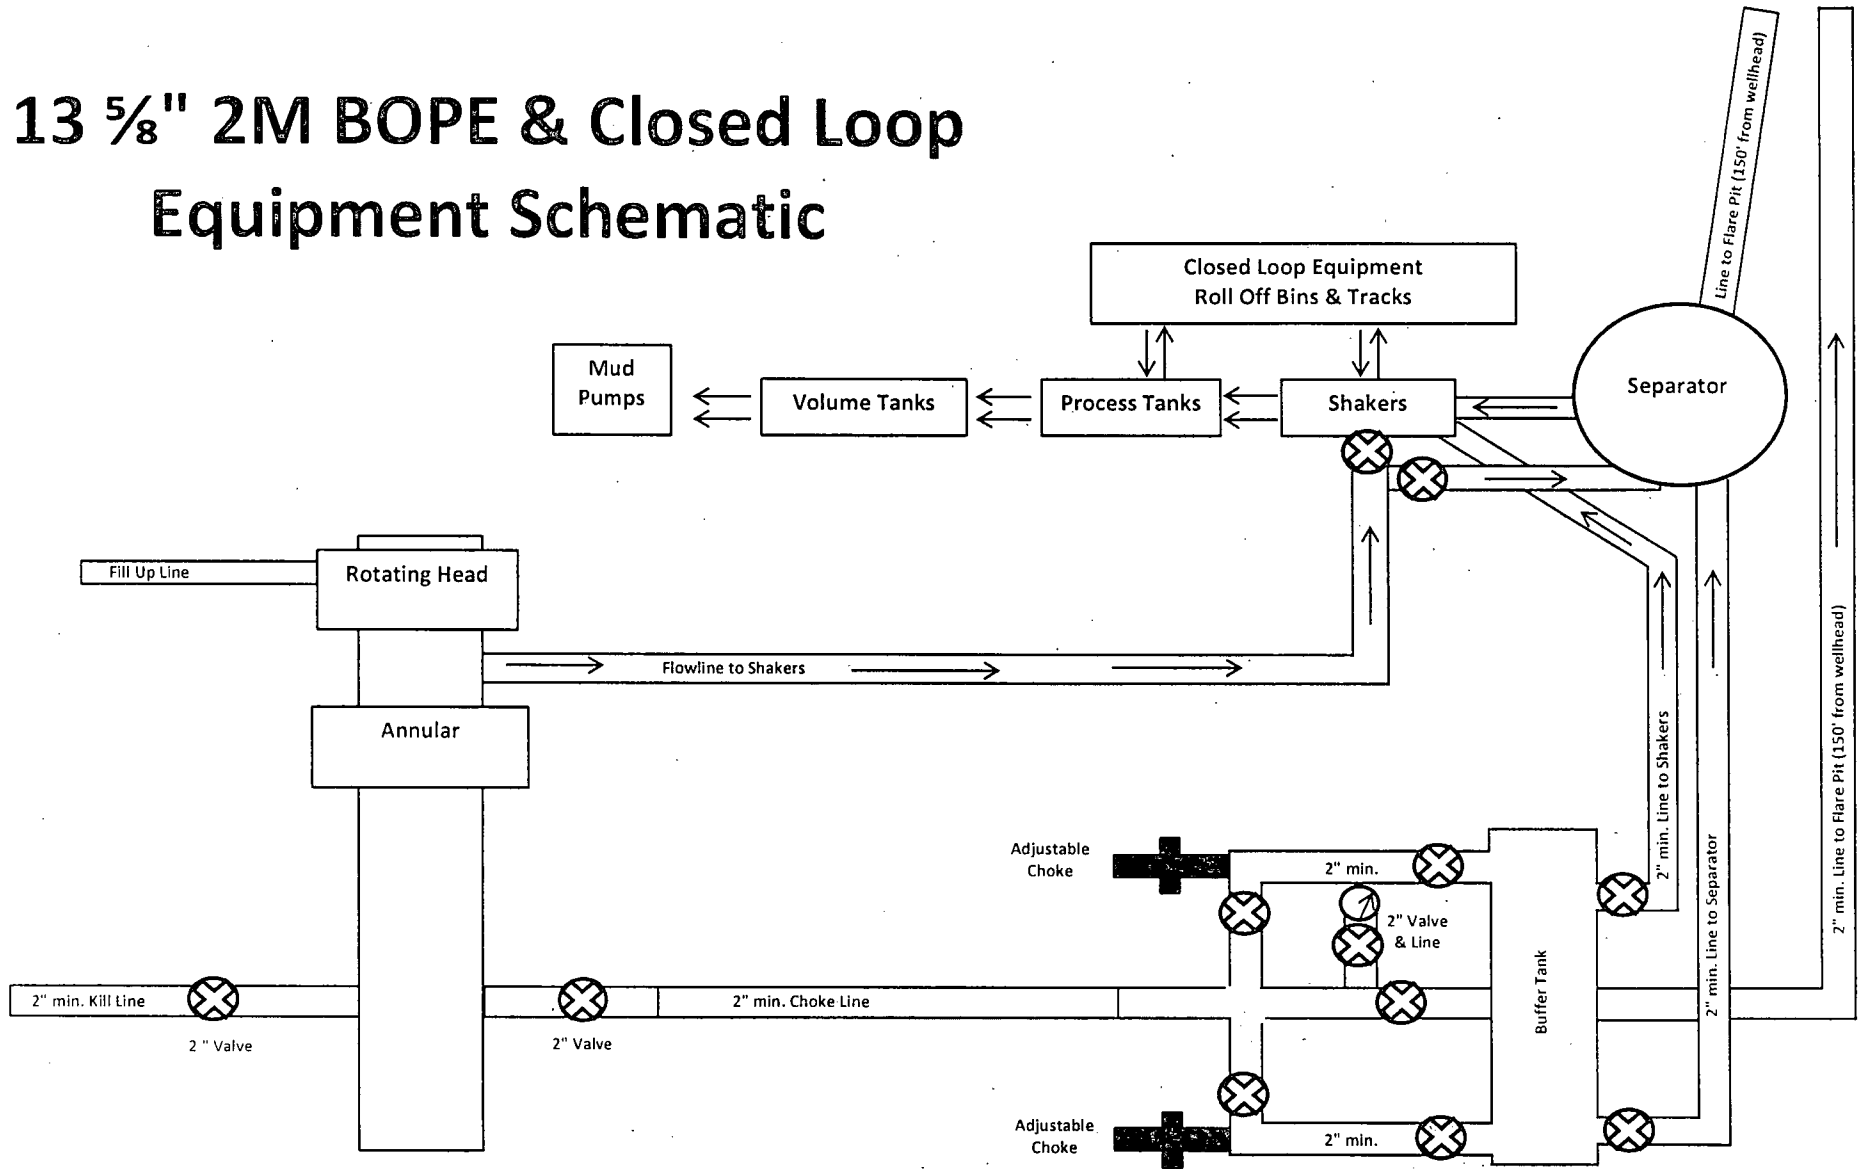 13 ⅝" 2M BOPE & Closed Loop
Equipment Schematic
Line to Flare Pit (150' from wellhead)
Closed Loop Equipment
Roll Off Bins & Tracks
Mud
Pumps
Volume Tanks
Process Tanks
Shakers
Separator
Fill Up Line
Rotating Head
Flowline to Shakers
Annular
2" min. Line to Shakers
2" min. Line to Separator
2" min. Line to Flare Pit (150' from wellhead)
Adjustable
Choke
2" min.
2" Valve
& Line
2" min. Kill Line
2" min. Choke Line
Buffer Tank
2 " Valve
2" Valve
Adjustable
Choke
2" min.